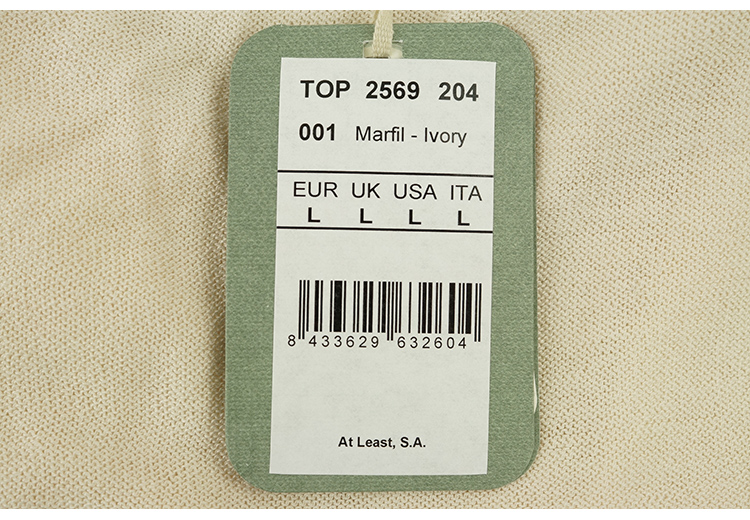 TOP 2569 204
001 Marfil - Ivory
EUR UK USA ITA
L L L L
8 433629 632604
At Least, S.A.